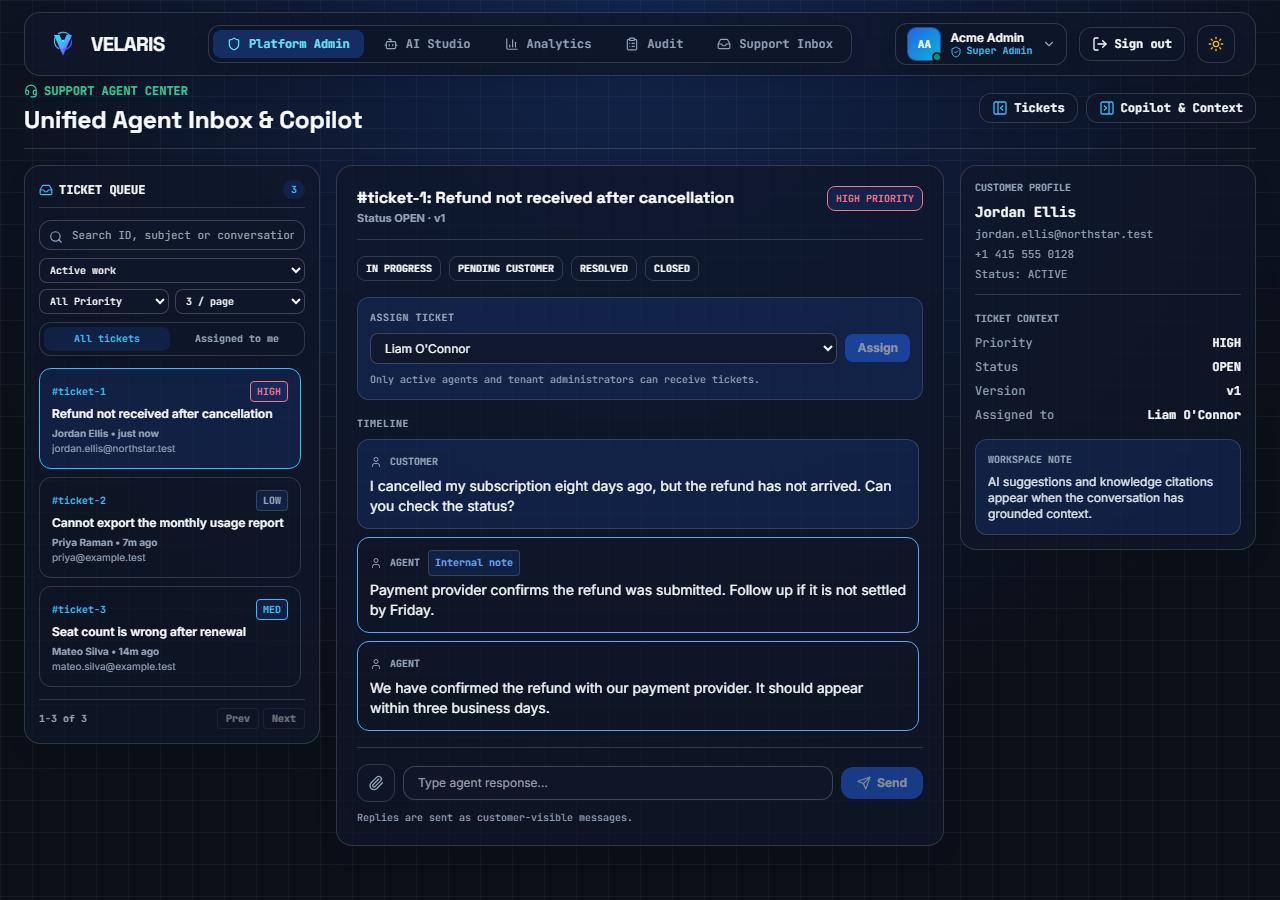 VELARIS
Platform Admin
AI Studio
Analytics
Audit
Support Inbox
AA
Acme Admin
Super Admin
Sign out
SUPPORT AGENT CENTER
Unified Agent Inbox & Copilot
Tickets
Copilot & Context
TICKET QUEUE
3
Search ID, subject or conversation
Active work
All Priority
3 / page
All tickets
Assigned to me
#ticket-1
HIGH
Refund not received after cancellation
Jordan Ellis • just now
jordan.ellis@northstar.test
#ticket-2
LOW
Cannot export the monthly usage report
Priya Raman • 7m ago
priya@example.test
#ticket-3
MED
Seat count is wrong after renewal
Mateo Silva • 14m ago
mateo.silva@example.test
1-3 of 3
Prev
Next
#ticket-1: Refund not received after cancellation
HIGH PRIORITY
Status OPEN · v1
IN PROGRESS
PENDING CUSTOMER
RESOLVED
CLOSED
ASSIGN TICKET
Liam O'Connor
Assign
Only active agents and tenant administrators can receive tickets.
TIMELINE
CUSTOMER
I cancelled my subscription eight days ago, but the refund has not arrived. Can
you check the status?
AGENT
Internal note
Payment provider confirms the refund was submitted. Follow up if it is not settled
by Friday.
AGENT
We have confirmed the refund with our payment provider. It should appear
within three business days.
Type agent response...
Send
Replies are sent as customer-visible messages.
CUSTOMER PROFILE
Jordan Ellis
jordan.ellis@northstar.test
+1 415 555 0128
Status: ACTIVE
TICKET CONTEXT
Priority HIGH
Status OPEN
Version v1
Assigned to Liam O'Connor
WORKSPACE NOTE
AI suggestions and knowledge citations
appear when the conversation has
grounded context.